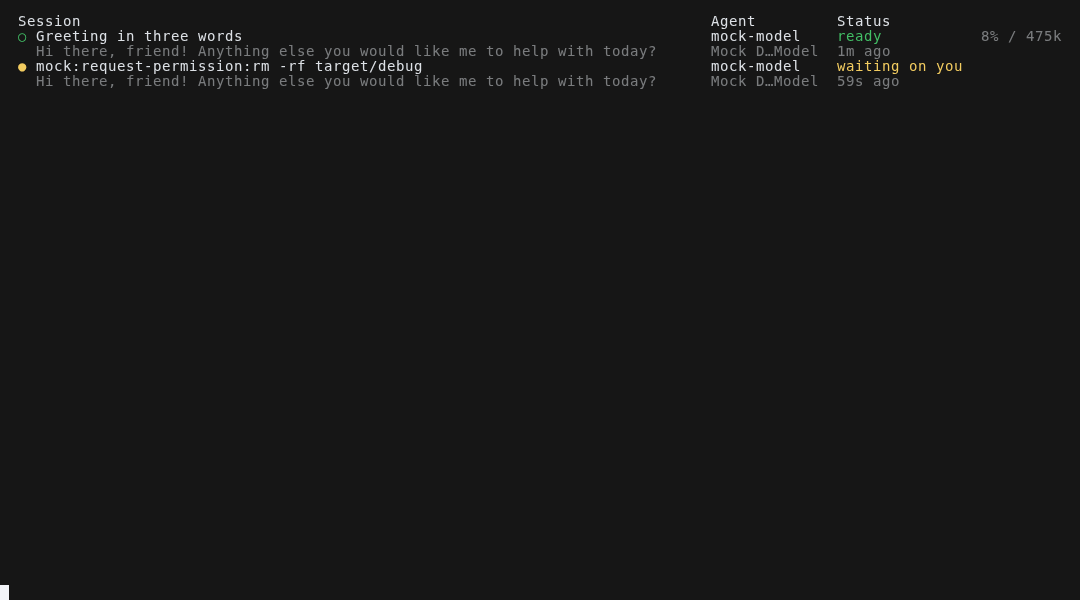 Session Agent Status
○ Greeting in three words mock-model ready 8% / 475k
Hi there, friend! Anything else you would like me to help with today? Mock D…Model 1m ago
● mock:request-permission:rm -rf target/debug mock-model waiting on you
Hi there, friend! Anything else you would like me to help with today? Mock D…Model 59s ago